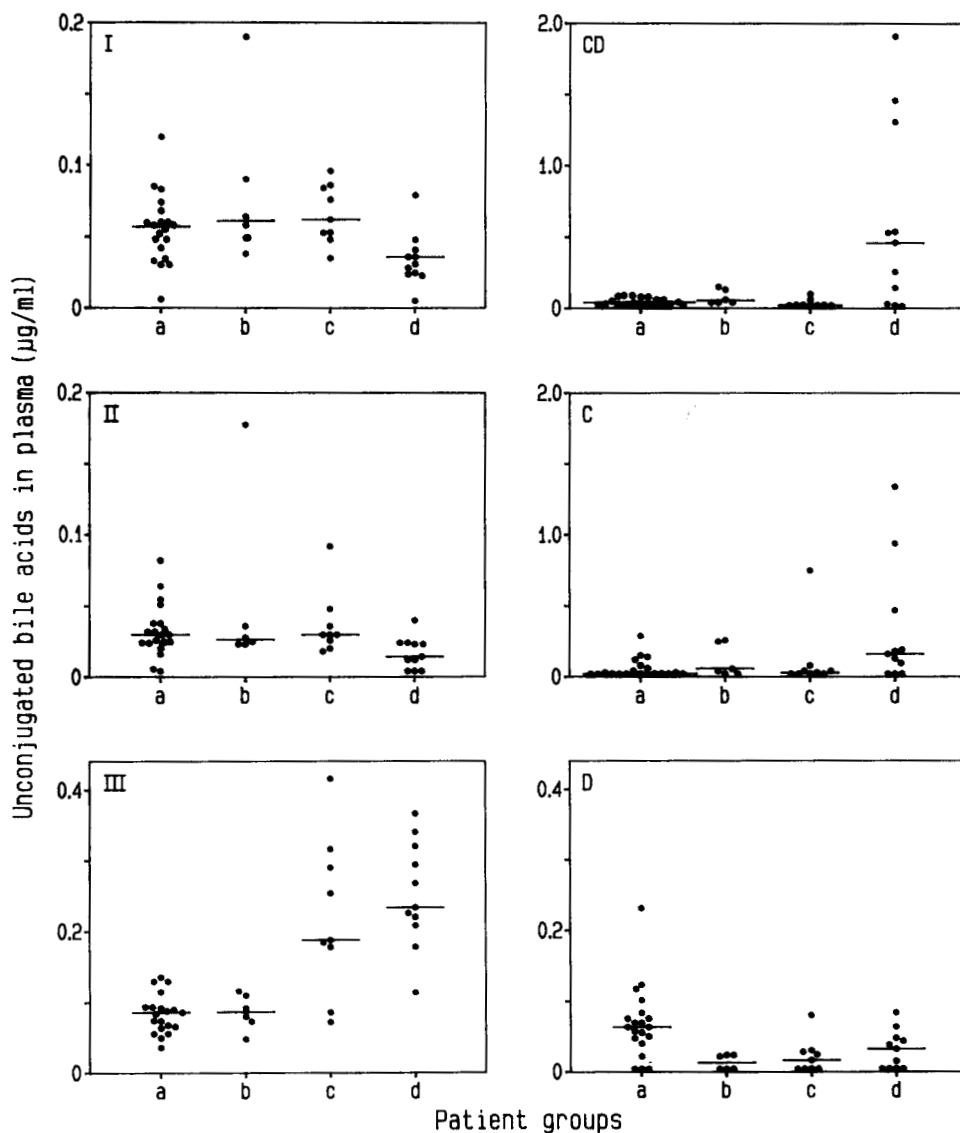 Unconjugated bile acids in plasma (µg/ml)
I
0.2
0.1
0
a b c d
CD
2.0
1.0
0
a b c d
II
0.2
0.1
0
a b c d
C
2.0
1.0
0
a b c d
III
0.4
0.2
0
a b c d
D
0.4
0.2
0
a b c d
Patient groups